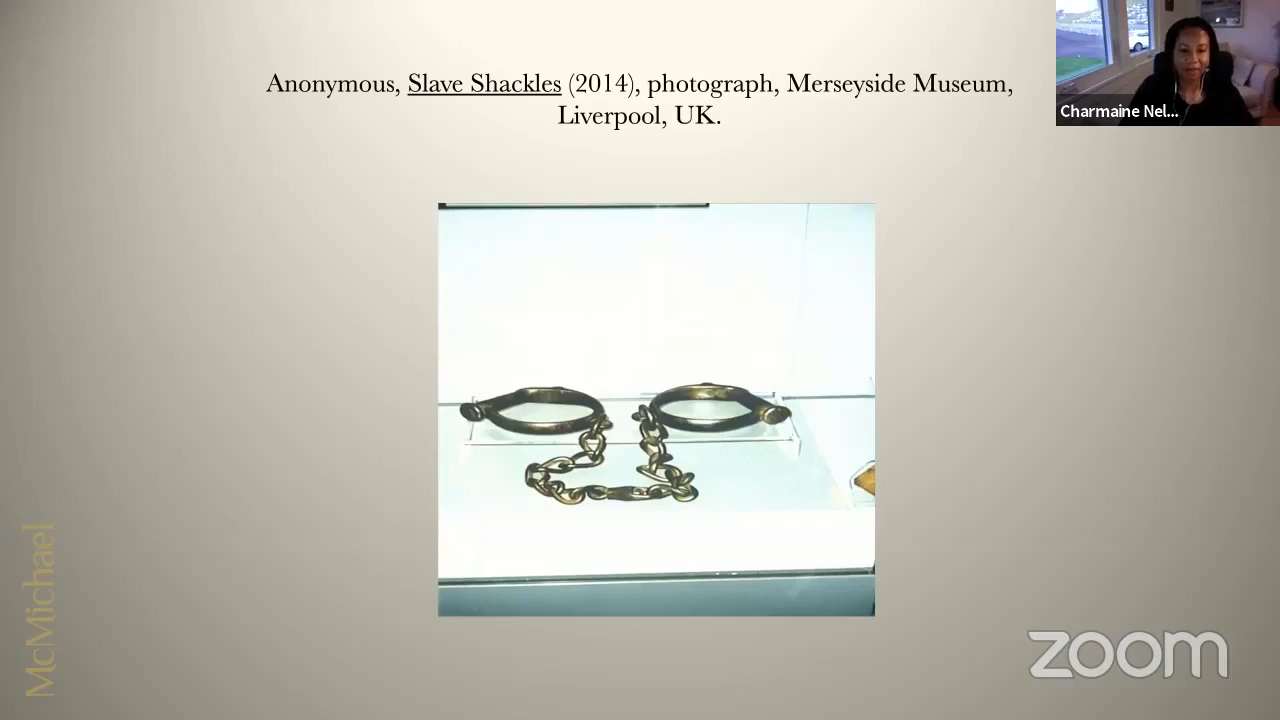 Anonymous, Slave Shackles (2014), photograph, Merseyside Museum,
Liverpool, UK.
Charmaine Nel...
McMichael
zoom